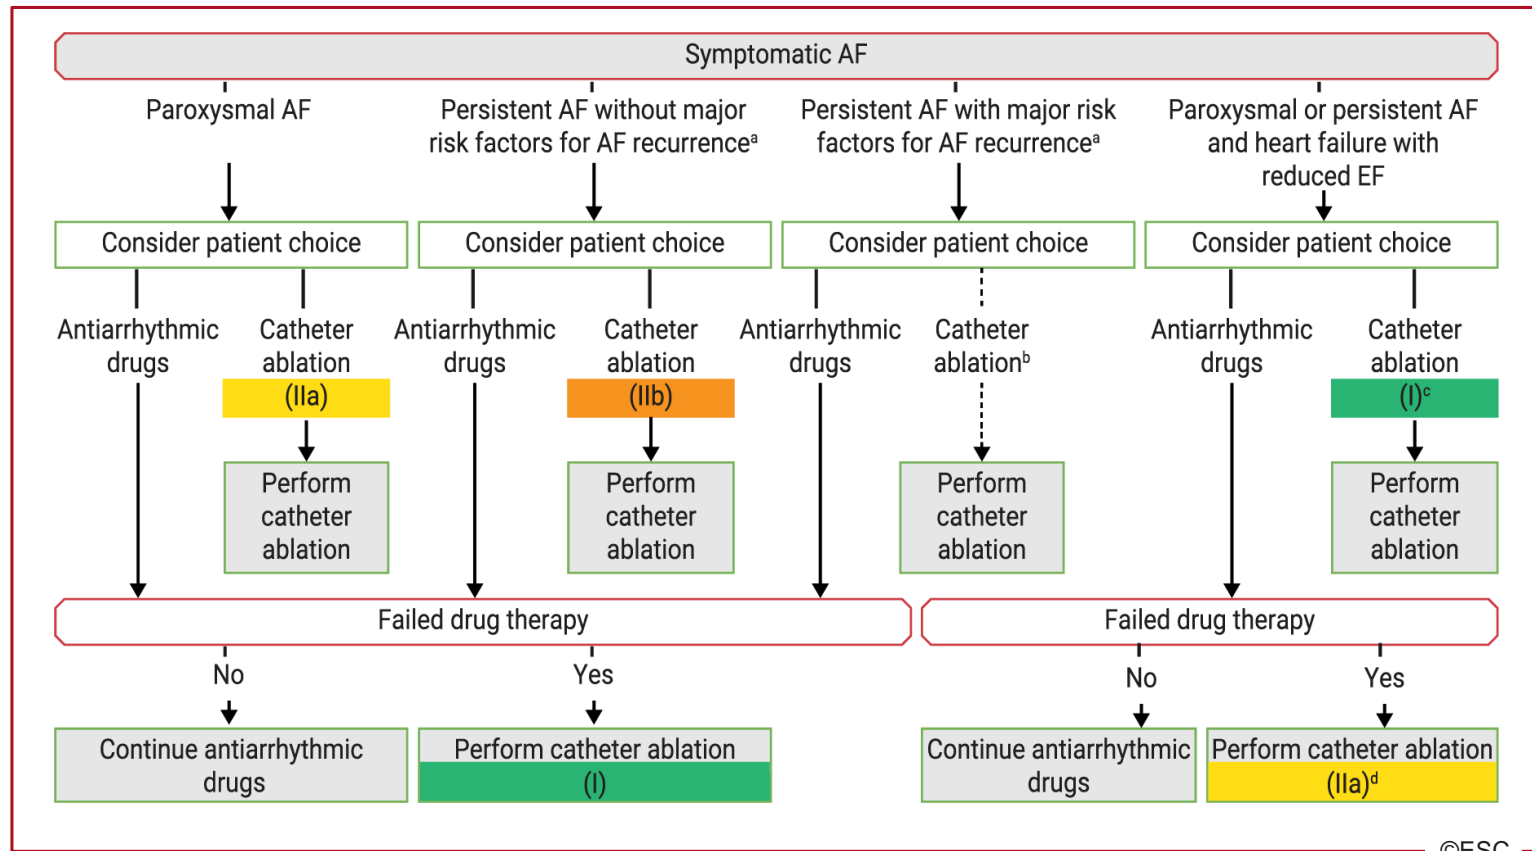 Symptomatic AF
Paroxysmal AF
Persistent AF without major
risk factors for AF recurrenceᵃ
Persistent AF with major risk
factors for AF recurrenceᵃ
Paroxysmal or persistent AF
and heart failure with
reduced EF
Consider patient choice
Consider patient choice
Consider patient choice
Consider patient choice
Antiarrhythmic
drugs
Catheter
ablation
(IIa)
Antiarrhythmic
drugs
Catheter
ablation
(IIb)
Antiarrhythmic
drugs
Catheter
ablationᵇ
Antiarrhythmic
drugs
Catheter
ablation
(I)ᶜ
Perform
catheter
ablation
Perform
catheter
ablation
Perform
catheter
ablation
Perform
catheter
ablation
Failed drug therapy
Failed drug therapy
No
Yes
No
Yes
Continue antiarrhythmic
drugs
Perform catheter ablation
(I)
Continue antiarrhythmic
drugs
Perform catheter ablation
(IIa)ᵈ
©ESC